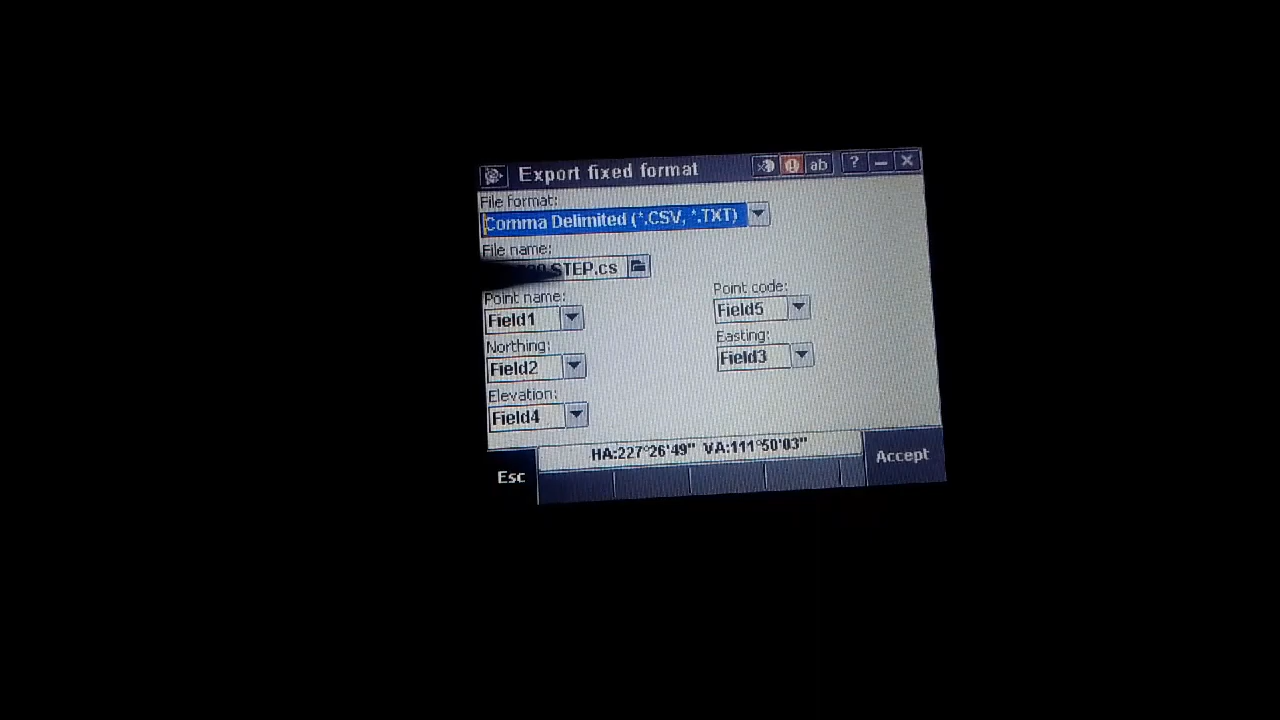 Export fixed format
ab ? – ×
File format:
Comma Delimited (*.CSV, *.TXT)
File name:
STEP.cs
Point name:
Field1
Point code:
Field5
Northing:
Field2
Easting:
Field3
Elevation:
Field4
HA:227°26'49" VA:111°50'03"
Esc
Accept